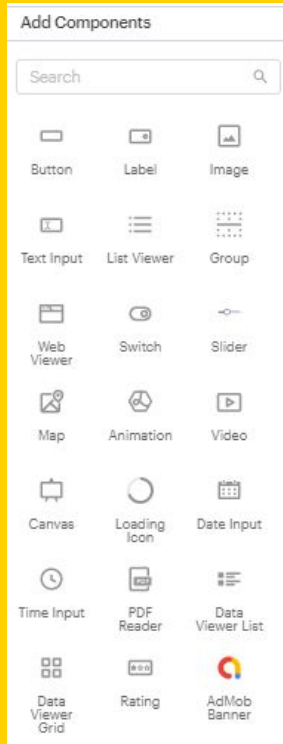 Add Components
Search
Button Label Image
Text Input List Viewer Group
Web Viewer Switch Slider
Map Animation Video
Canvas Loading Icon Date Input
Time Input PDF Reader Data Viewer List
Data Viewer Grid Rating AdMob Banner